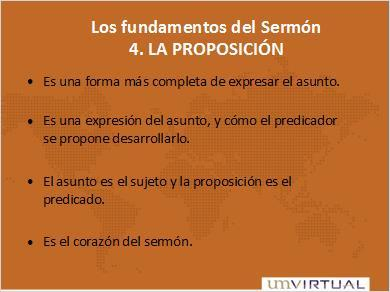 Los fundamentos del Sermón
4. LA PROPOSICIÓN
• Es una forma más completa de expresar el asunto.
• Es una expresión del asunto, y cómo el predicador
se propone desarrollarlo.
• El asunto es el sujeto y la proposición es el
predicado.
• Es el corazón del sermón.
umVIRTUAL